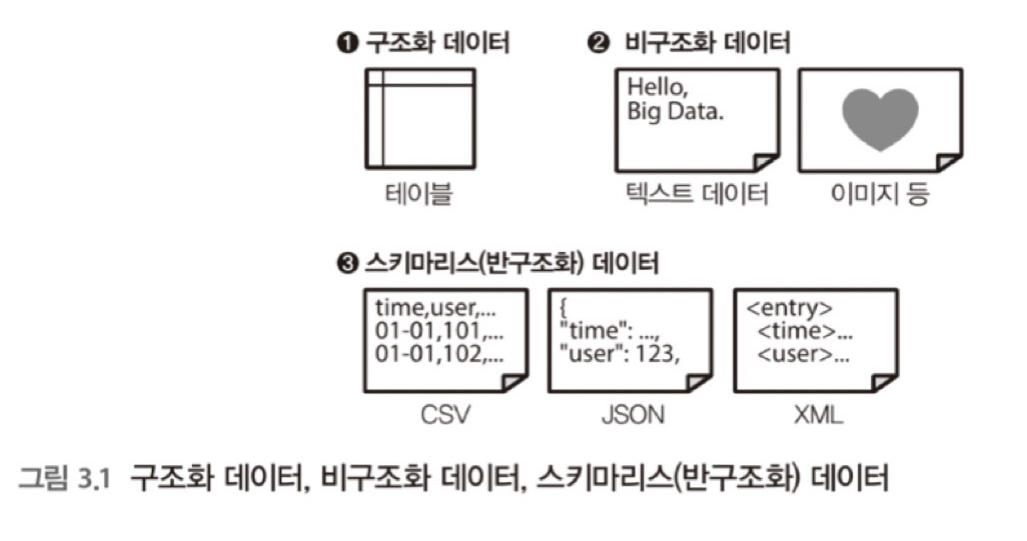 ❶ 구조화 데이터
❷ 비구조화 데이터
Hello,
Big Data.
테이블
텍스트 데이터
이미지 등
❸ 스키마리스(반구조화) 데이터
time,user,...
01-01,101,...
01-01,102,...
{
"time": ...,
"user": 123,
<entry>
<time>...
<user>...
CSV
JSON
XML
그림 3.1 구조화 데이터, 비구조화 데이터, 스키마리스(반구조화) 데이터